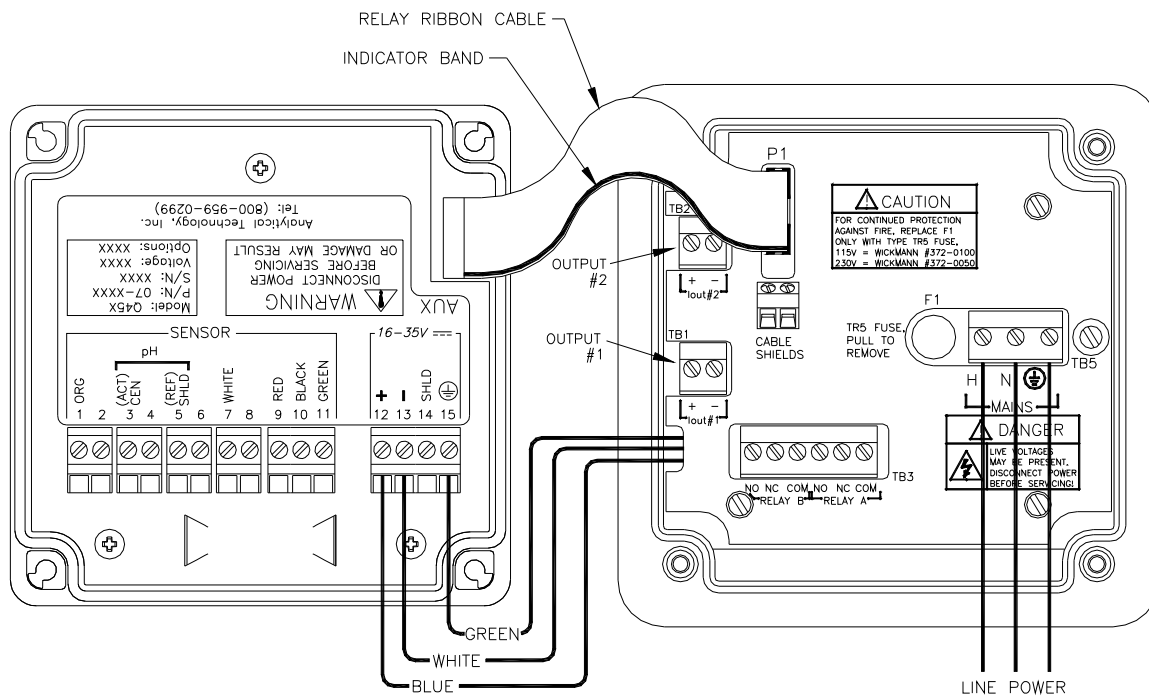 RELAY RIBBON CABLE
INDICATOR BAND
Tel: (800-959-0299)
Analytical Technology, Inc.
OR DAMAGE MAY RESULT
BEFORE SERVICING
DISCONNECT POWER
WARNING
Options: XXXX
Voltage: XXXX
S/N: XXXX
P/N: 07-XXXX
Model: Q45X
AUX
SENSOR
16-35V
pH
ORG
(ACT) CEN
(REF) SHLD
WHITE
RED
BLACK
GREEN
+
−
SHLD
1 2 3 4 5 6 7 8 9 10 11 12 13 14 15
P1
TB2
OUTPUT #2
+ −
Iout#2
CABLE SHIELDS
TB1
OUTPUT #1
+ −
Iout#1
CAUTION
FOR CONTINUED PROTECTION
AGAINST FIRE, REPLACE F1
ONLY WITH TYPE TR5 FUSE,
115V = WICKMANN #372-0100
230V = WICKMANN #372-0050
F1
TR5 FUSE,
PULL TO
REMOVE
TB5
H N
MAINS
DANGER
LIVE VOLTAGES
MAY BE PRESENT.
DISCONNECT POWER
BEFORE SERVICING!
TB3
NO NC COM NO NC COM
RELAY B RELAY A
GREEN
WHITE
BLUE
LINE POWER